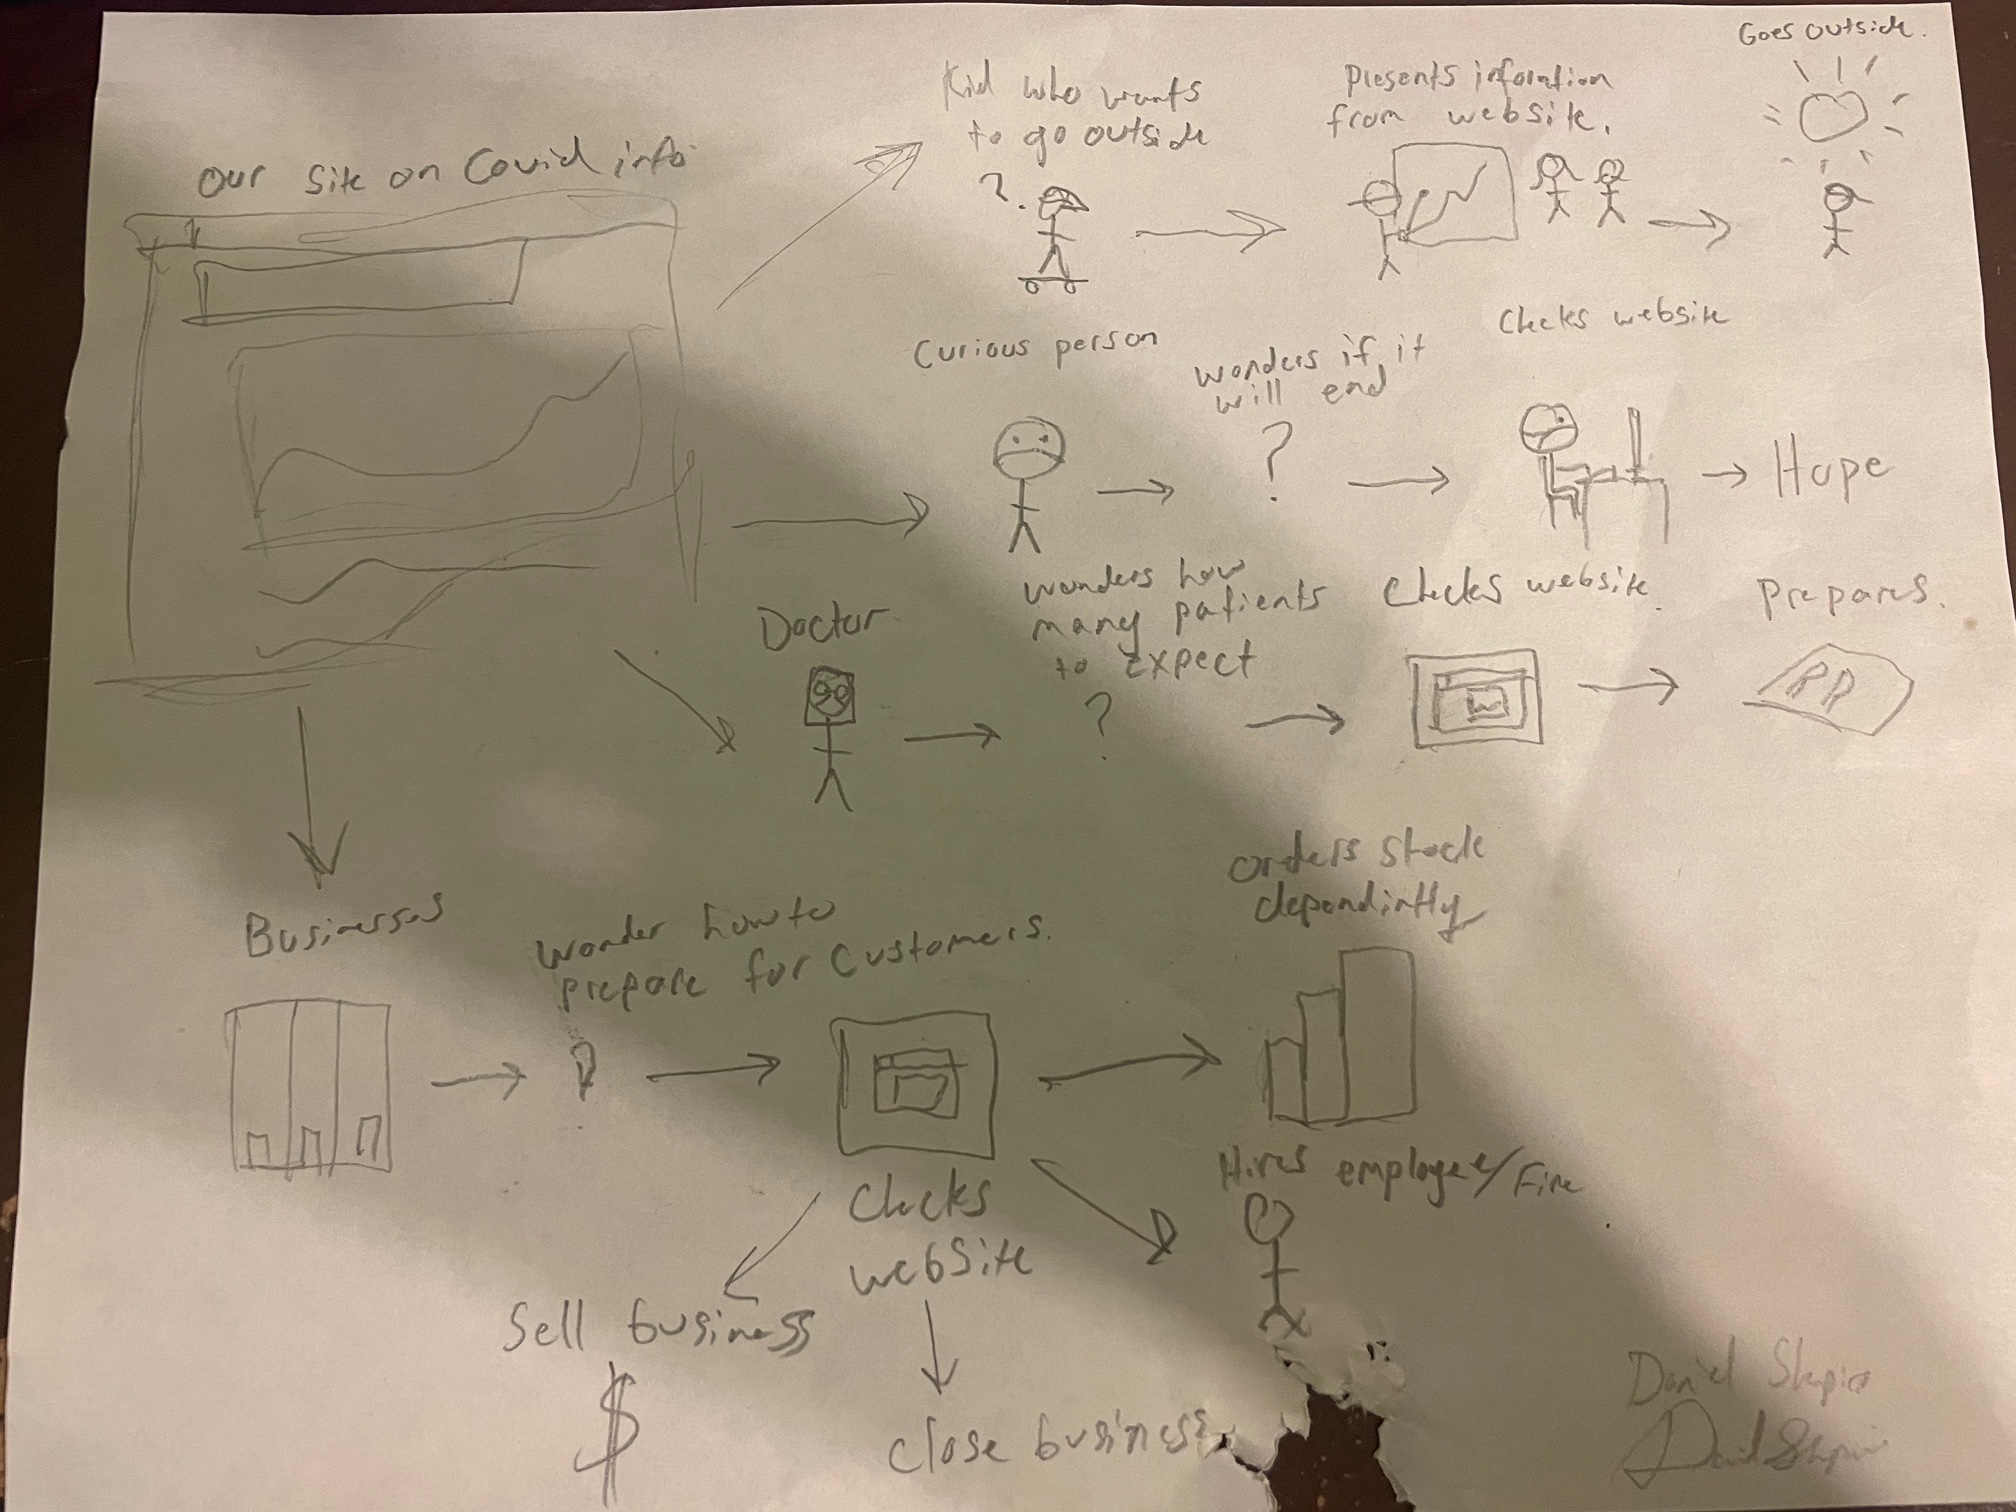 Goes outside.
Kid who wants
to go outside
?
Presents inforation
from website.
Our Site on Covid info
Curious person
wonders if it
will end
?
Checks website
Hope
Doctor
wonders how
many patients
to Expect
?
Checks website.
Prepares.
Businesses
wonder how to
prepare for customers.
?
orders stock
dependintly
Checks
website
Hires employee/Fire
Sell business
$
close business
Daniel Shapiro
Daniel Shapiro